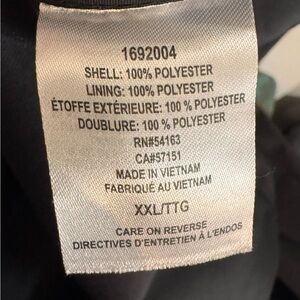 1692004
SHELL: 100% POLYESTER
LINING: 100% POLYESTER
ÉTOFFE EXTÉRIEURE: 100 % POLYESTER
DOUBLURE: 100 % POLYESTER
RN#54163
CA#57151
MADE IN VIETNAM
FABRIQUÉ AU VIETNAM
XXL/TTG
CARE ON REVERSE
DIRECTIVES D'ENTRETIEN À L'ENDOS